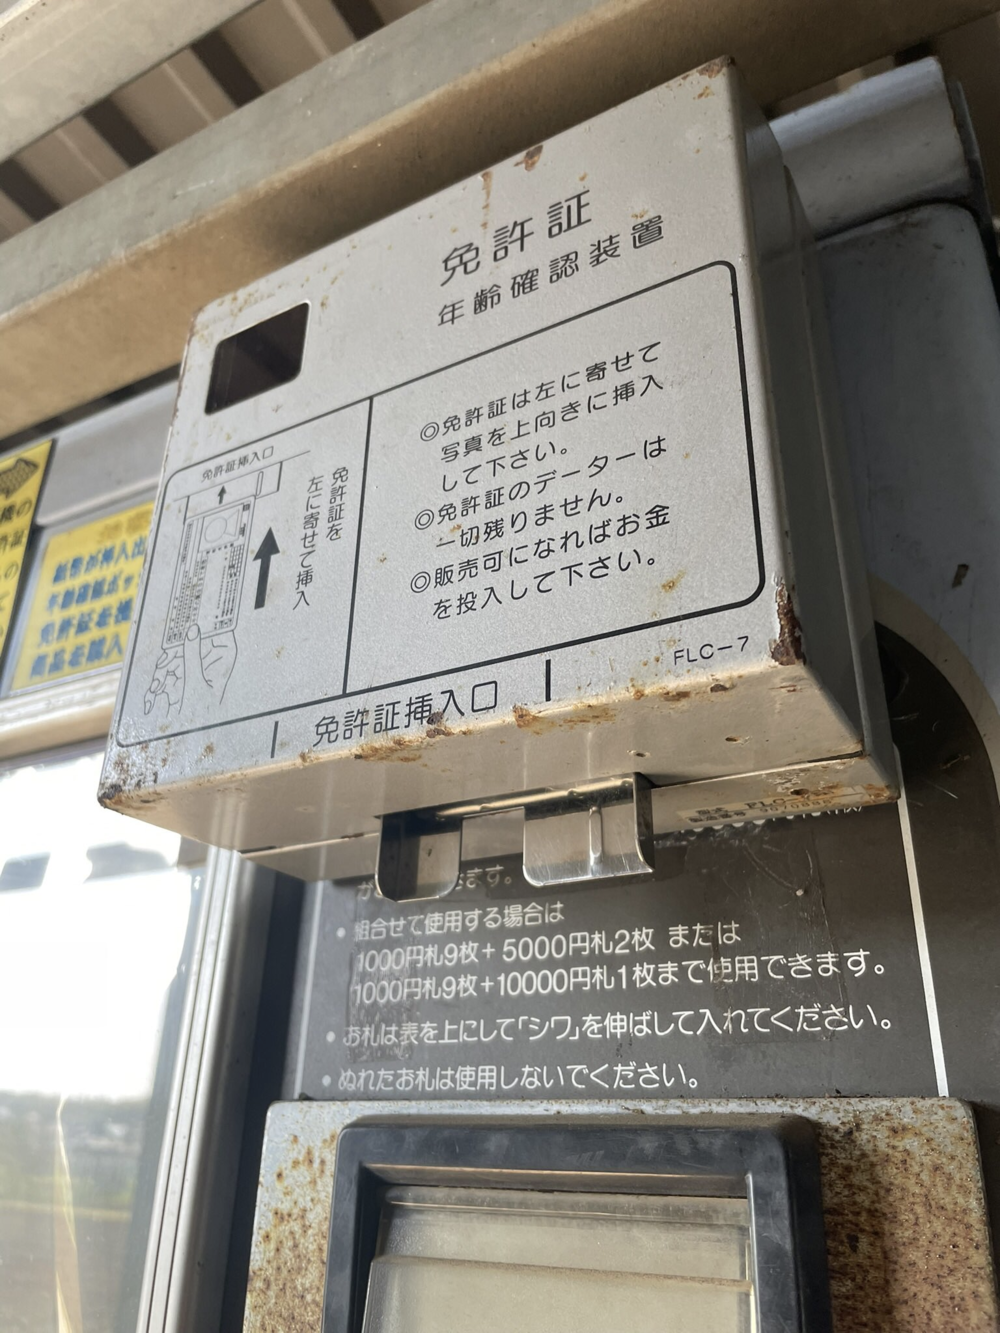 免許証
年齢確認装置
◎免許証は左に寄せて
写真を上向きに挿入
して下さい。
◎免許証のデーターは
一切残りません。
◎販売可になればお金
を投入して下さい。
免許証挿入口
免許証を
左に寄せて挿入
FLC-7
免許証挿入口
ます。
• 組合せて使用する場合は
1000円札9枚+5000円札2枚 または
1000円札9枚+10000円札1枚まで使用できます。
• お札は表を上にして「シワ」を伸ばして入れてください。
• ぬれたお札は使用しないでください。